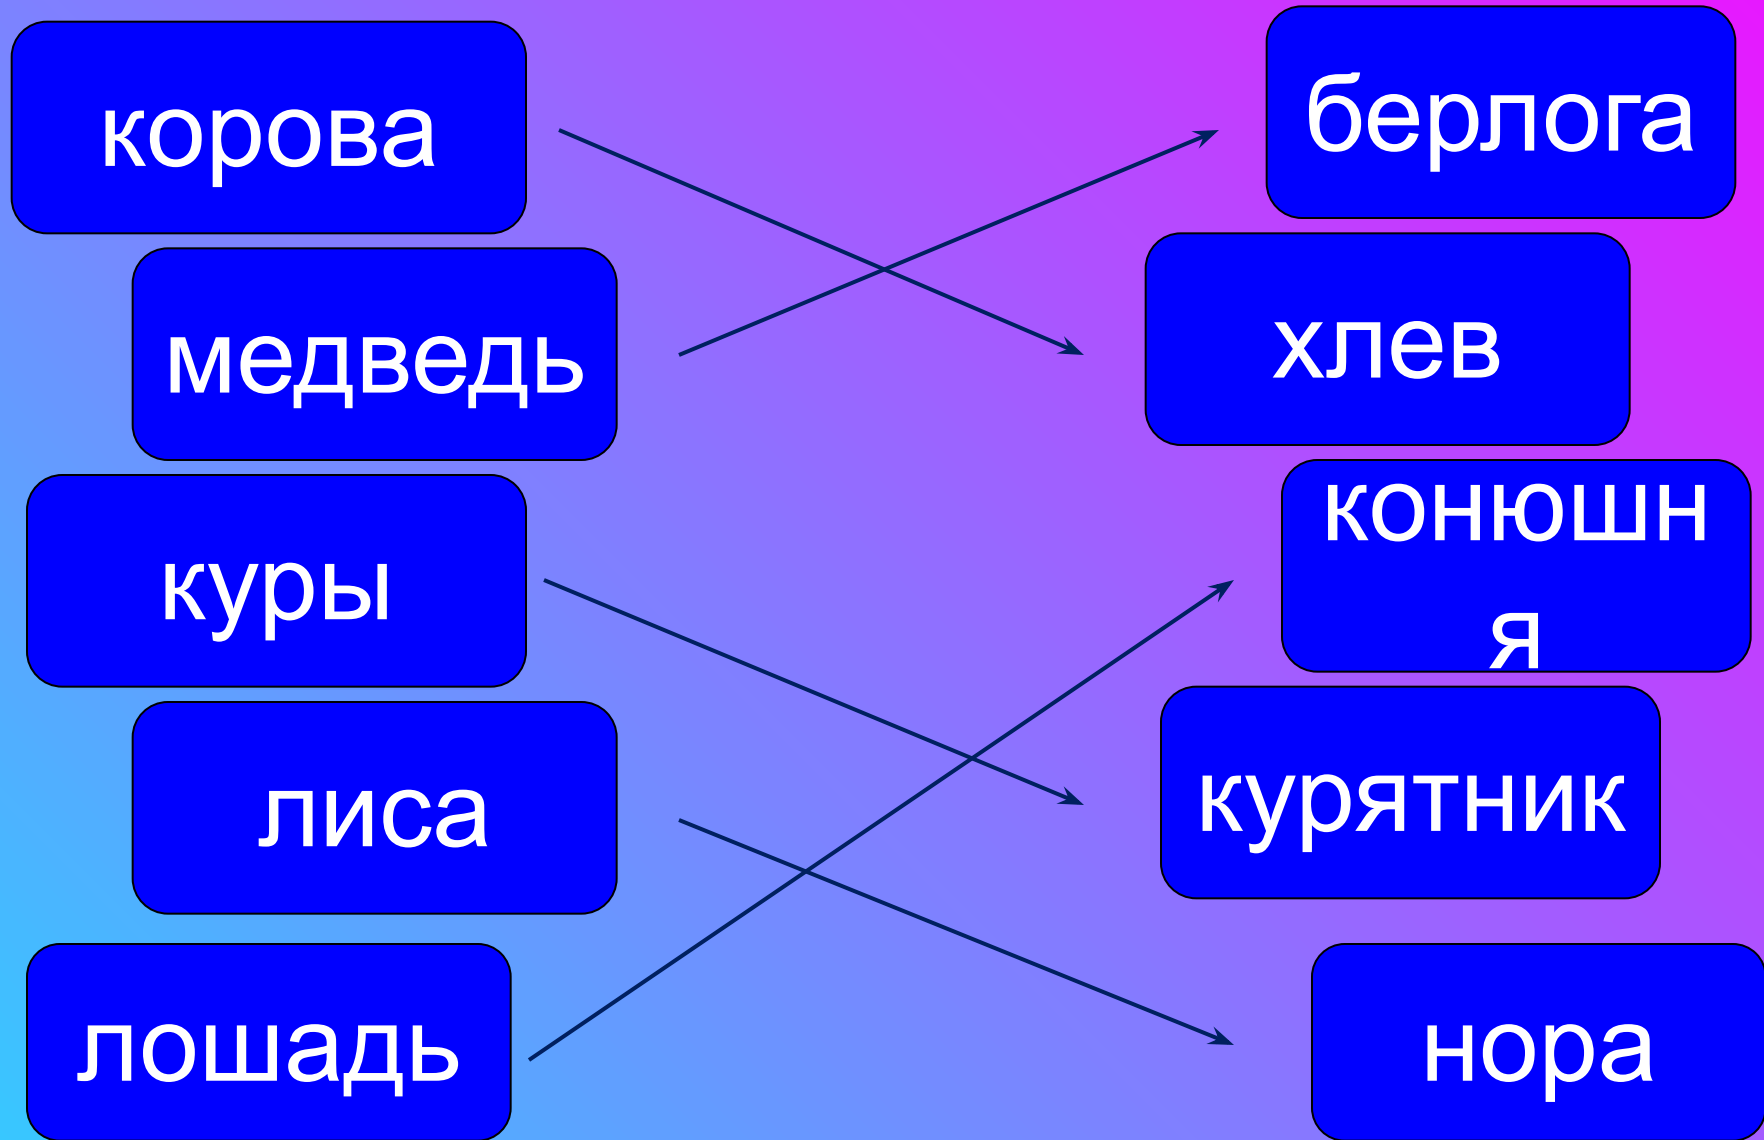 корова
медведь
куры
лиса
лошадь
берлога
хлев
конюшн
я
курятник
нора